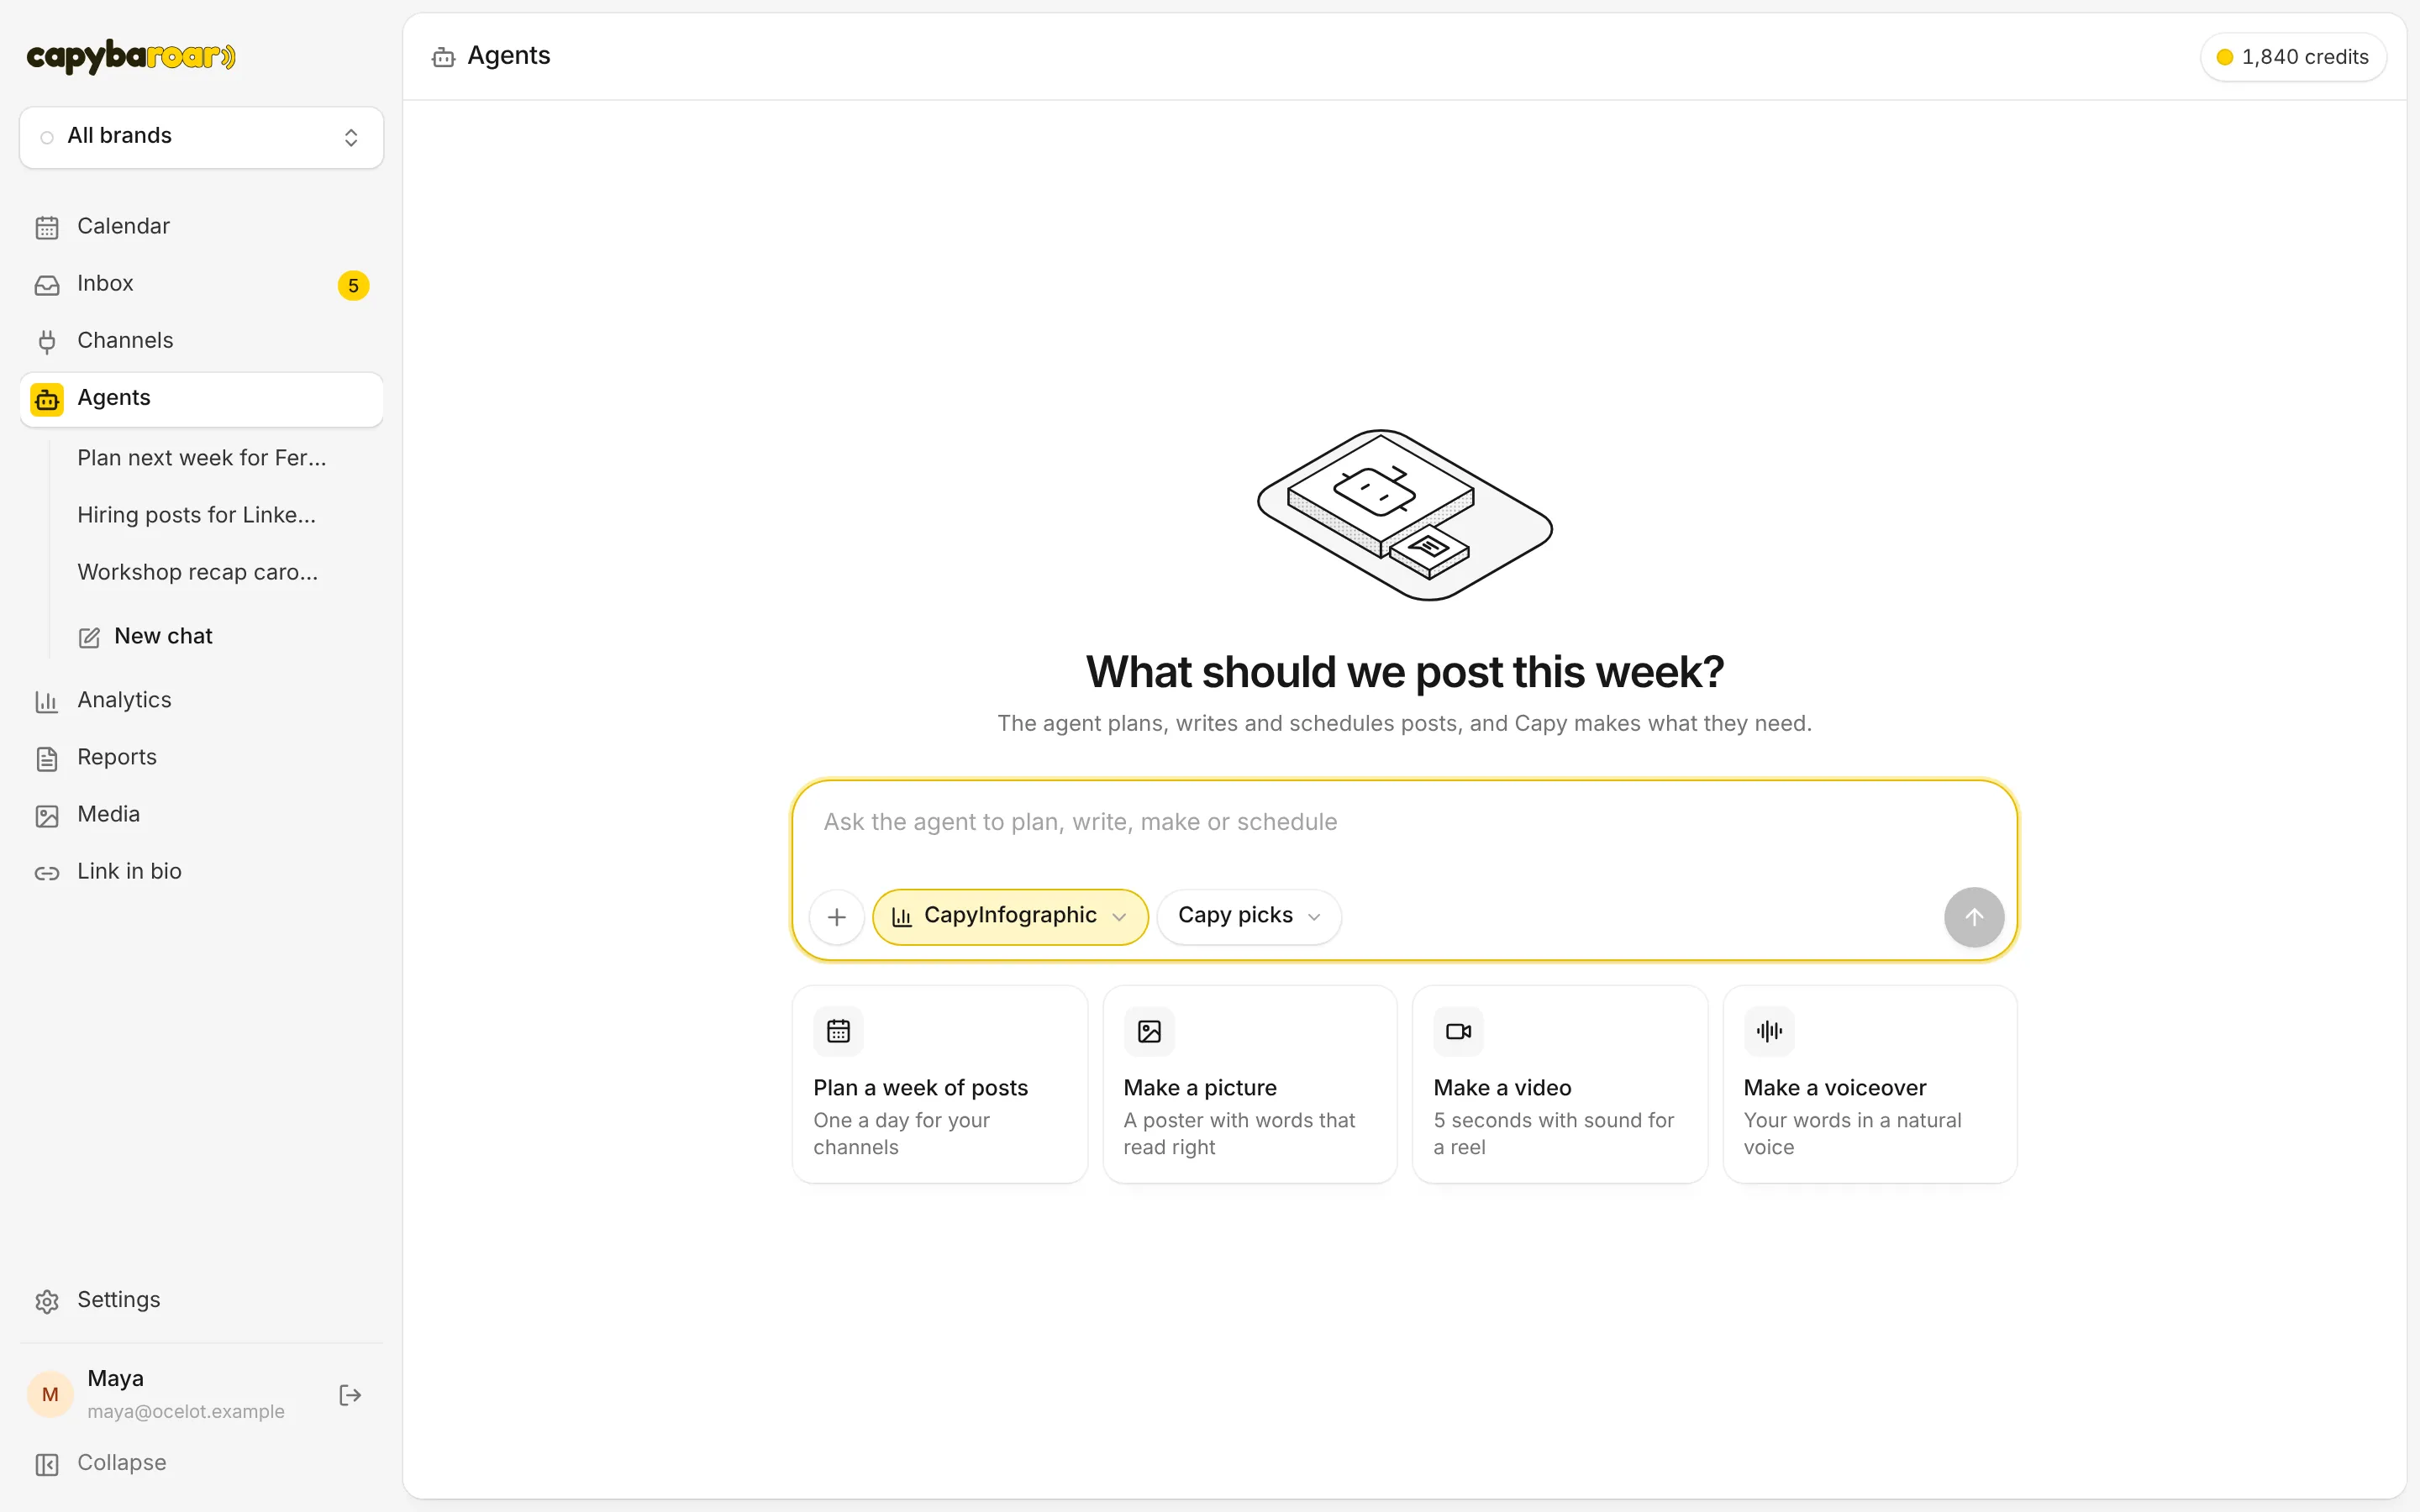 capybaroar
All brands
Calendar
Inbox
5
Channels
Agents
Plan next week for Fer...
Hiring posts for Linke...
Workshop recap caro...
New chat
Analytics
Reports
Media
Link in bio
Settings
M
Maya
maya@ocelot.example
Collapse
Agents
1,840 credits
What should we post this week?
The agent plans, writes and schedules posts, and Capy makes what they need.
Ask the agent to plan, write, make or schedule
CapyInfographic
Capy picks
Plan a week of posts
One a day for your
channels
Make a picture
A poster with words that
read right
Make a video
5 seconds with sound for
a reel
Make a voiceover
Your words in a natural
voice